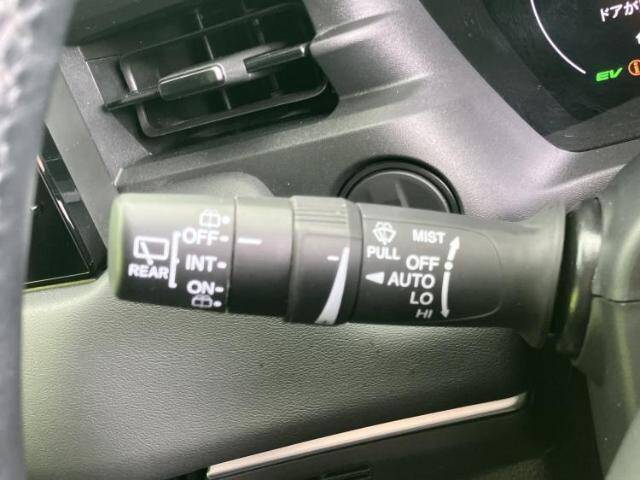 ドアが
EV
OFF
INT
REAR
ON
PULL
MIST
OFF
AUTO
LO
HI